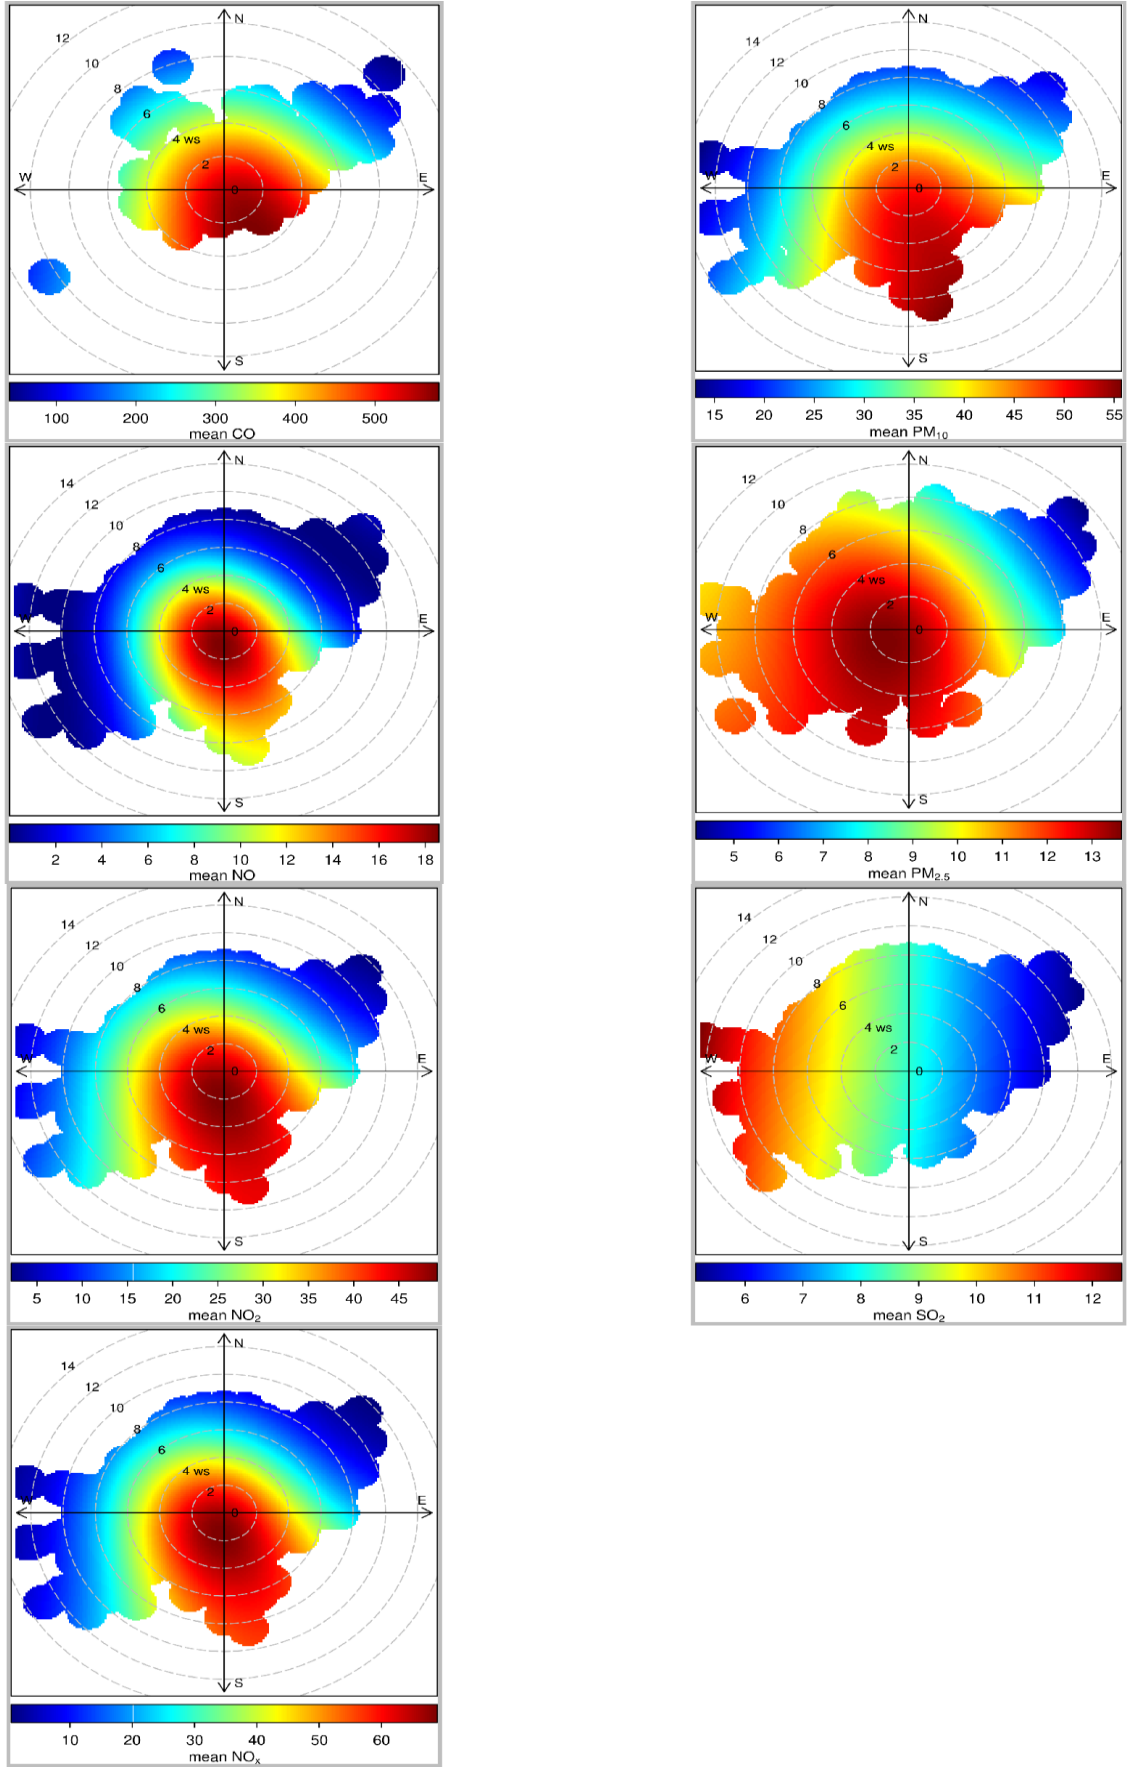 N
12
10
8
6
4 ws
2
W
0
E
S
100 200 300 400 500
mean CO
N
14
12
10
8
6
4 ws
2
W
0
E
S
15 20 25 30 35 40 45 50 55
mean PM₁₀
N
14
12
10
8
6
4 ws
2
W
0
E
S
2 4 6 8 10 12 14 16 18
mean NO
N
12
10
8
6
4 ws
2
W
0
E
S
5 6 7 8 9 10 11 12 13
mean PM₂.₅
N
14
12
10
8
6
4 ws
2
W
0
E
S
5 10 15 20 25 30 35 40 45
mean NO₂
N
14
12
10
8
6
4 ws
2
W
0
E
S
6 7 8 9 10 11 12
mean SO₂
N
14
12
10
8
6
4 ws
2
W
0
E
S
10 20 30 40 50 60
mean NOₓ